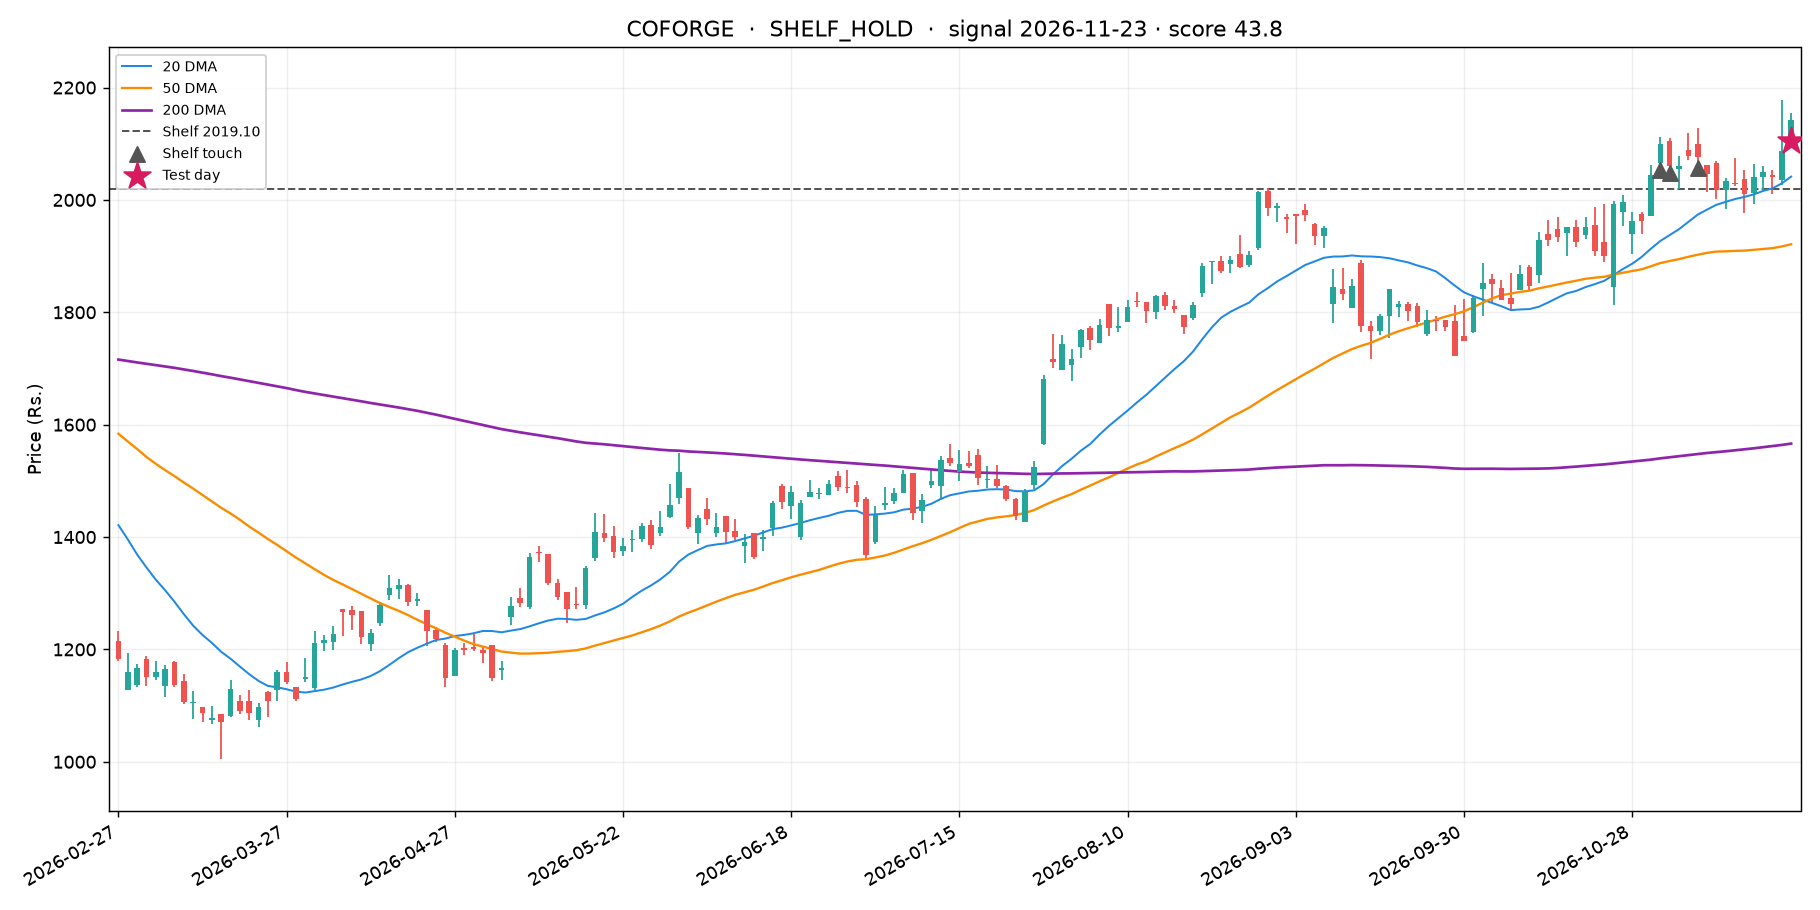 COFORGE · SHELF_HOLD · signal 2026-11-23 · score 43.8
20 DMA
50 DMA
200 DMA
Shelf 2019.10
Shelf touch
Test day
Price (Rs.)
2200
2000
1800
1600
1400
1200
1000
2026-02-27
2026-03-27
2026-04-27
2026-05-22
2026-06-18
2026-07-15
2026-08-10
2026-09-03
2026-09-30
2026-10-28